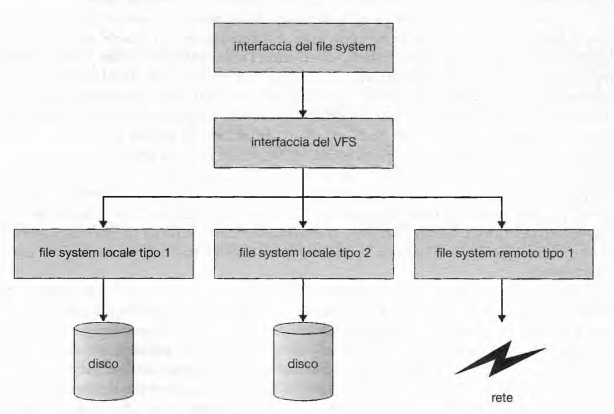 interfaccia del file system
interfaccia del VFS
file system locale tipo 1
file system locale tipo 2
file system remoto tipo 1
disco
disco
rete